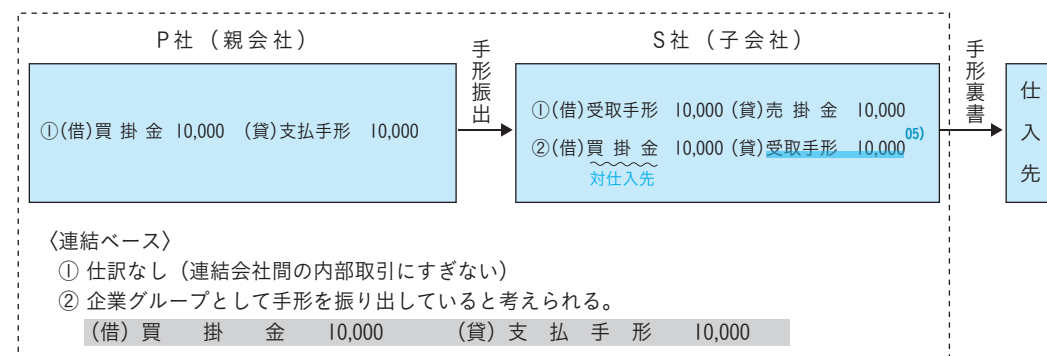 P社（親会社）
手形振出
S社（子会社）
手形裏書
①(借)買掛金 10,000 (貸)支払手形 10,000
①(借)受取手形 10,000 (貸)売掛金 10,000
②(借)買掛金 10,000 (貸)受取手形 10,000 05)
対仕入先
仕入先
〈連結ベース〉
① 仕訳なし（連結会社間の内部取引にすぎない）
② 企業グループとして手形を振り出していると考えられる。
(借)買掛金 10,000 (貸)支払手形 10,000